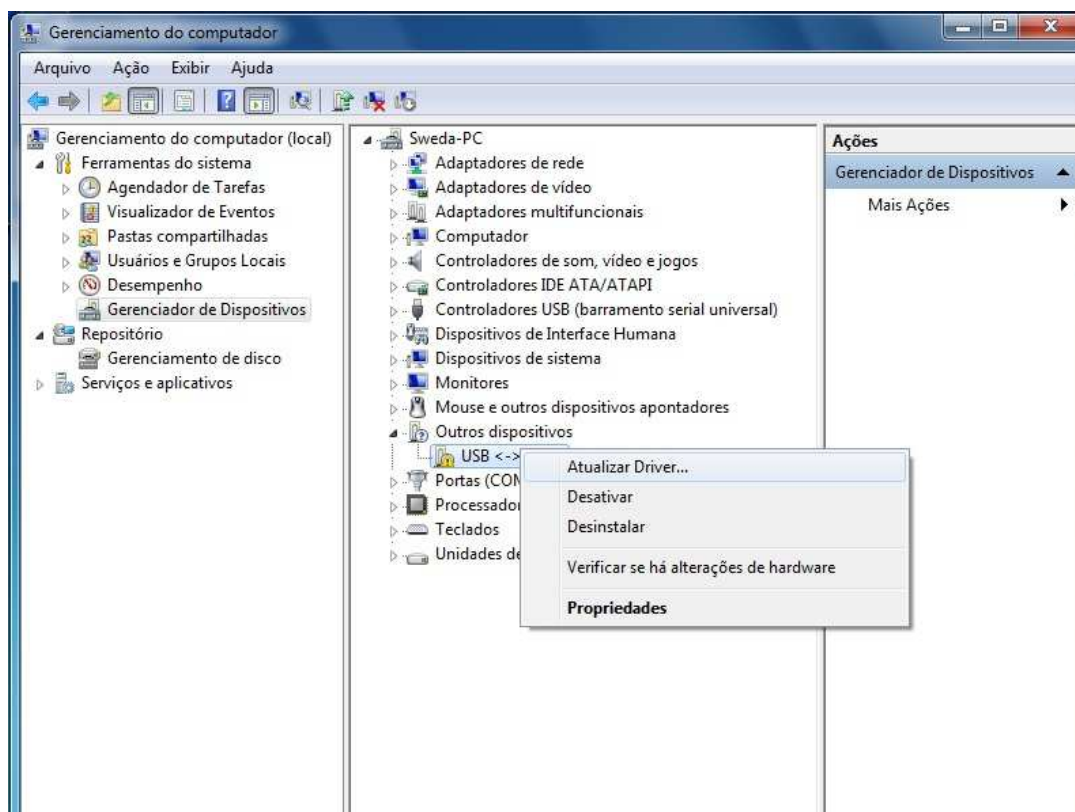 Gerenciamento do computador
Arquivo Ação Exibir Ajuda
Gerenciamento do computador (local)
Ferramentas do sistema
Agendador de Tarefas
Visualizador de Eventos
Pastas compartilhadas
Usuários e Grupos Locais
Desempenho
Gerenciador de Dispositivos
Repositório
Gerenciamento de disco
Serviços e aplicativos
Sweda-PC
Adaptadores de rede
Adaptadores de vídeo
Adaptadores multifuncionais
Computador
Controladores de som, vídeo e jogos
Controladores IDE ATA/ATAPI
Controladores USB (barramento serial universal)
Dispositivos de Interface Humana
Dispositivos de sistema
Monitores
Mouse e outros dispositivos apontadores
Outros dispositivos
USB <->
Portas (COM
Processador
Teclados
Unidades de
Atualizar Driver...
Desativar
Desinstalar
Verificar se há alterações de hardware
Propriedades
Ações
Gerenciador de Dispositivos
Mais Ações